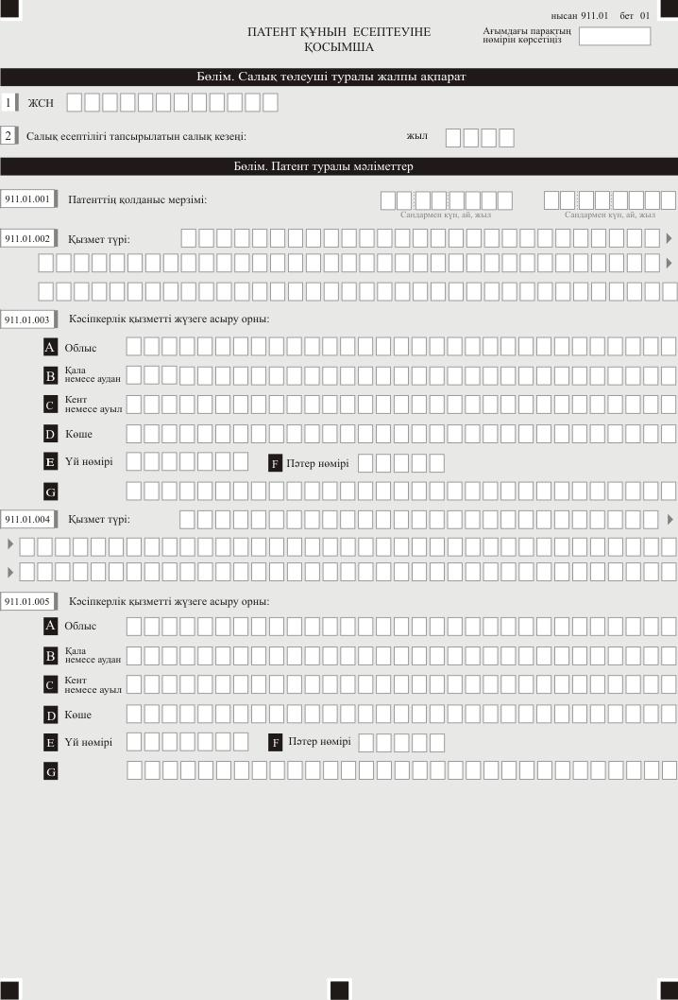 нысан 911.01 бет 01
ПАТЕНТ ҚҰНЫН ЕСЕПТЕУІНЕ
ҚОСЫМША
Ағымдағы парақтың
нөмірін көрсетіңіз
Бөлім. Салық төлеуші туралы жалпы ақпарат
1 ЖСН
2 Салық есептілігі тапсырылатын салық кезеңі: жыл
Бөлім. Патент туралы мәліметтер
911.01.001 Патенттің қолданыс мерзімі:
Сандармен күн, ай, жыл Сандармен күн, ай, жыл
911.01.002 Қызмет түрі:
911.01.003 Кәсіпкерлік қызметті жүзеге асыру орны:
A Облыс
B Қала
немесе аудан
C Кент
немесе ауыл
D Көше
E Үй нөмірі F Пәтер нөмірі
G
911.01.004 Қызмет түрі:
911.01.005 Кәсіпкерлік қызметті жүзеге асыру орны:
A Облыс
B Қала
немесе аудан
C Кент
немесе ауыл
D Көше
E Үй нөмірі F Пәтер нөмірі
G